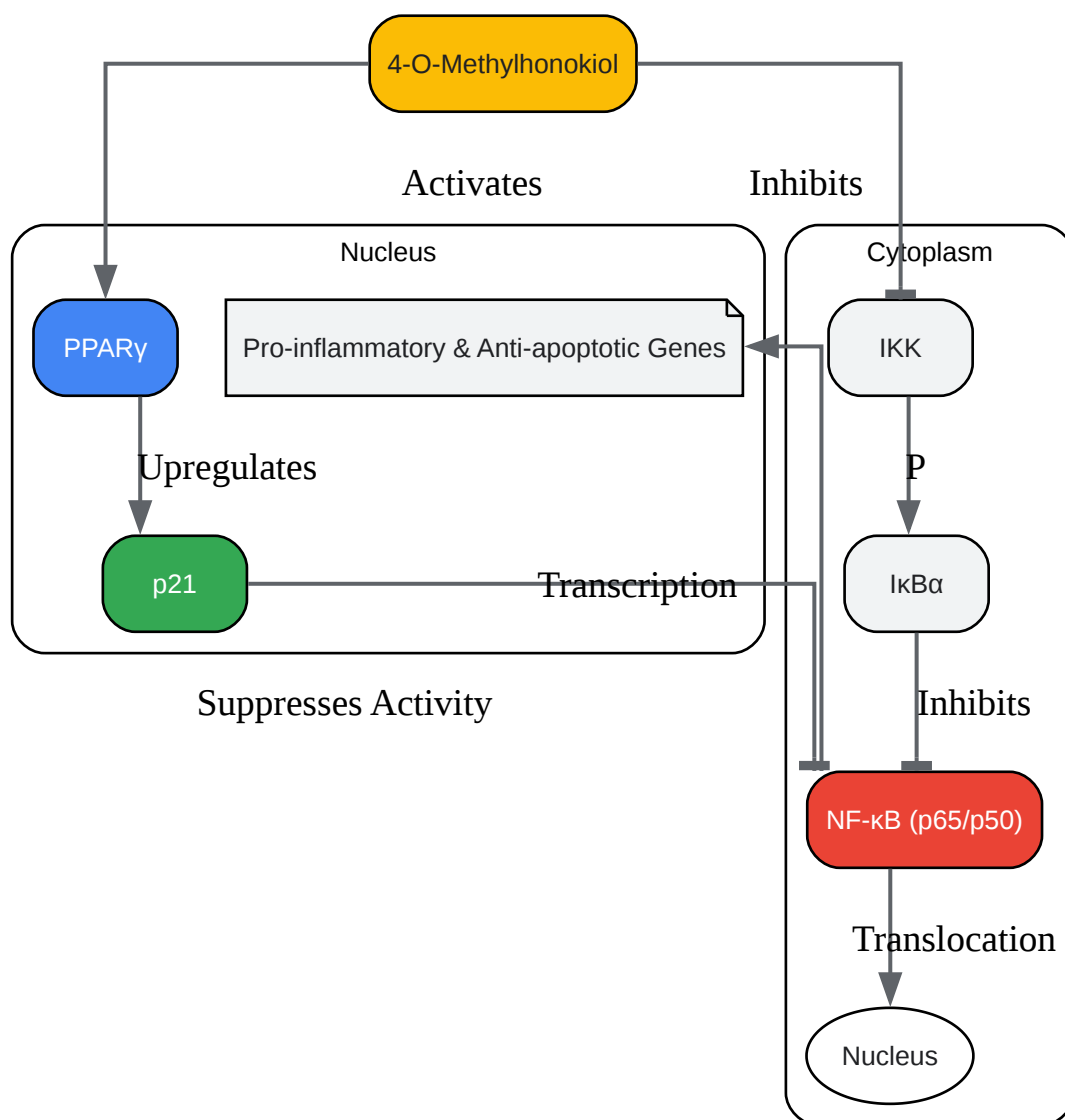 4-O-Methylhonokiol
Activates
Inhibits
Nucleus
Cytoplasm
PPARγ
Pro-inflammatory & Anti-apoptotic Genes
IKK
Upregulates
P
p21
Transcription
IκBα
Suppresses Activity
Inhibits
NF-κB (p65/p50)
Translocation
Nucleus